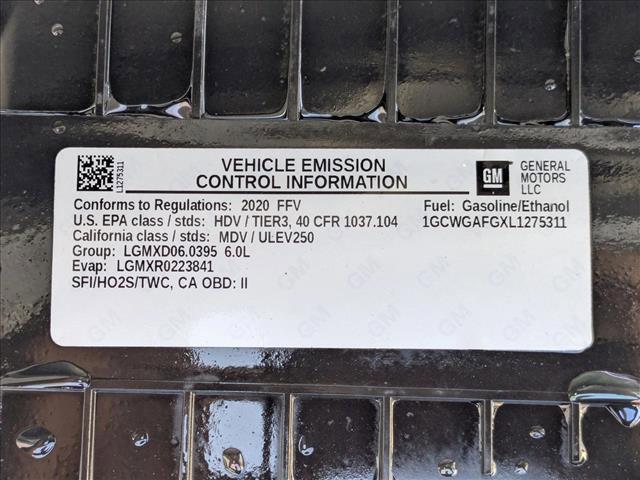 L1275311
VEHICLE EMISSION
CONTROL INFORMATION
GM
GENERAL
MOTORS
LLC
Conforms to Regulations: 2020 FFV
Fuel: Gasoline/Ethanol
U.S. EPA class / stds: HDV / TIER3, 40 CFR 1037.104
1GCWGAFGXL1275311
California class / stds: MDV / ULEV250
Group: LGMXD06.0395 6.0L
Evap: LGMXR0223841
SFI/HO2S/TWC, CA OBD: II